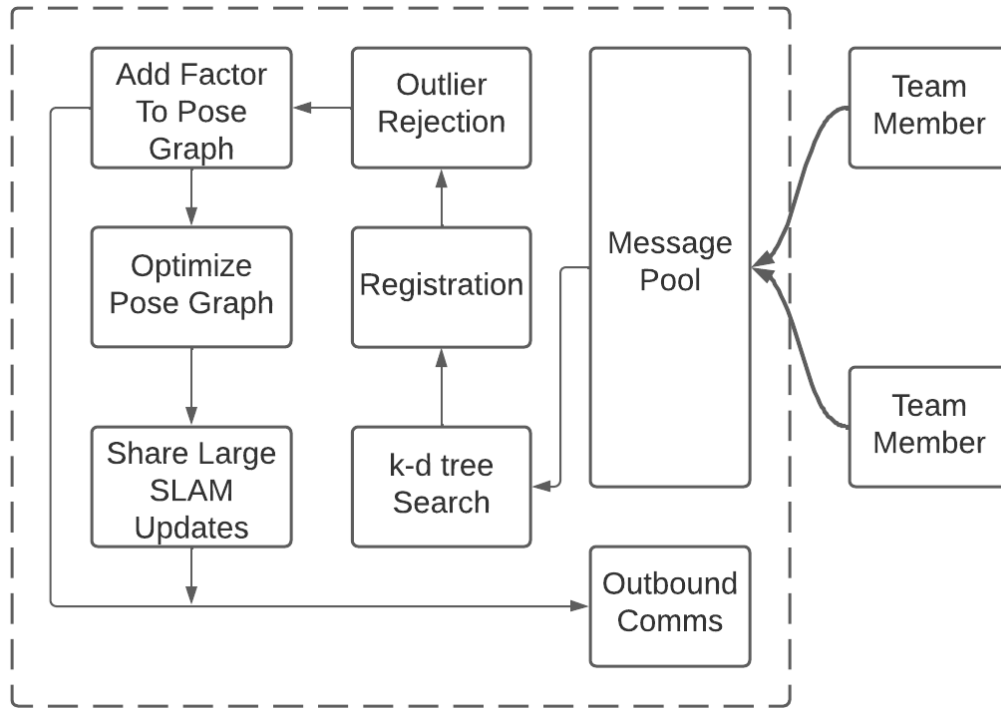 Add Factor
To Pose
Graph
Outlier
Rejection
Message
Pool
Team
Member
Optimize
Pose Graph
Registration
Share Large
SLAM
Updates
k-d tree
Search
Team
Member
Outbound
Comms